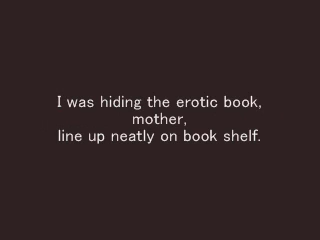 I was hiding the erotic book,
mother,
line up neatly on book shelf.